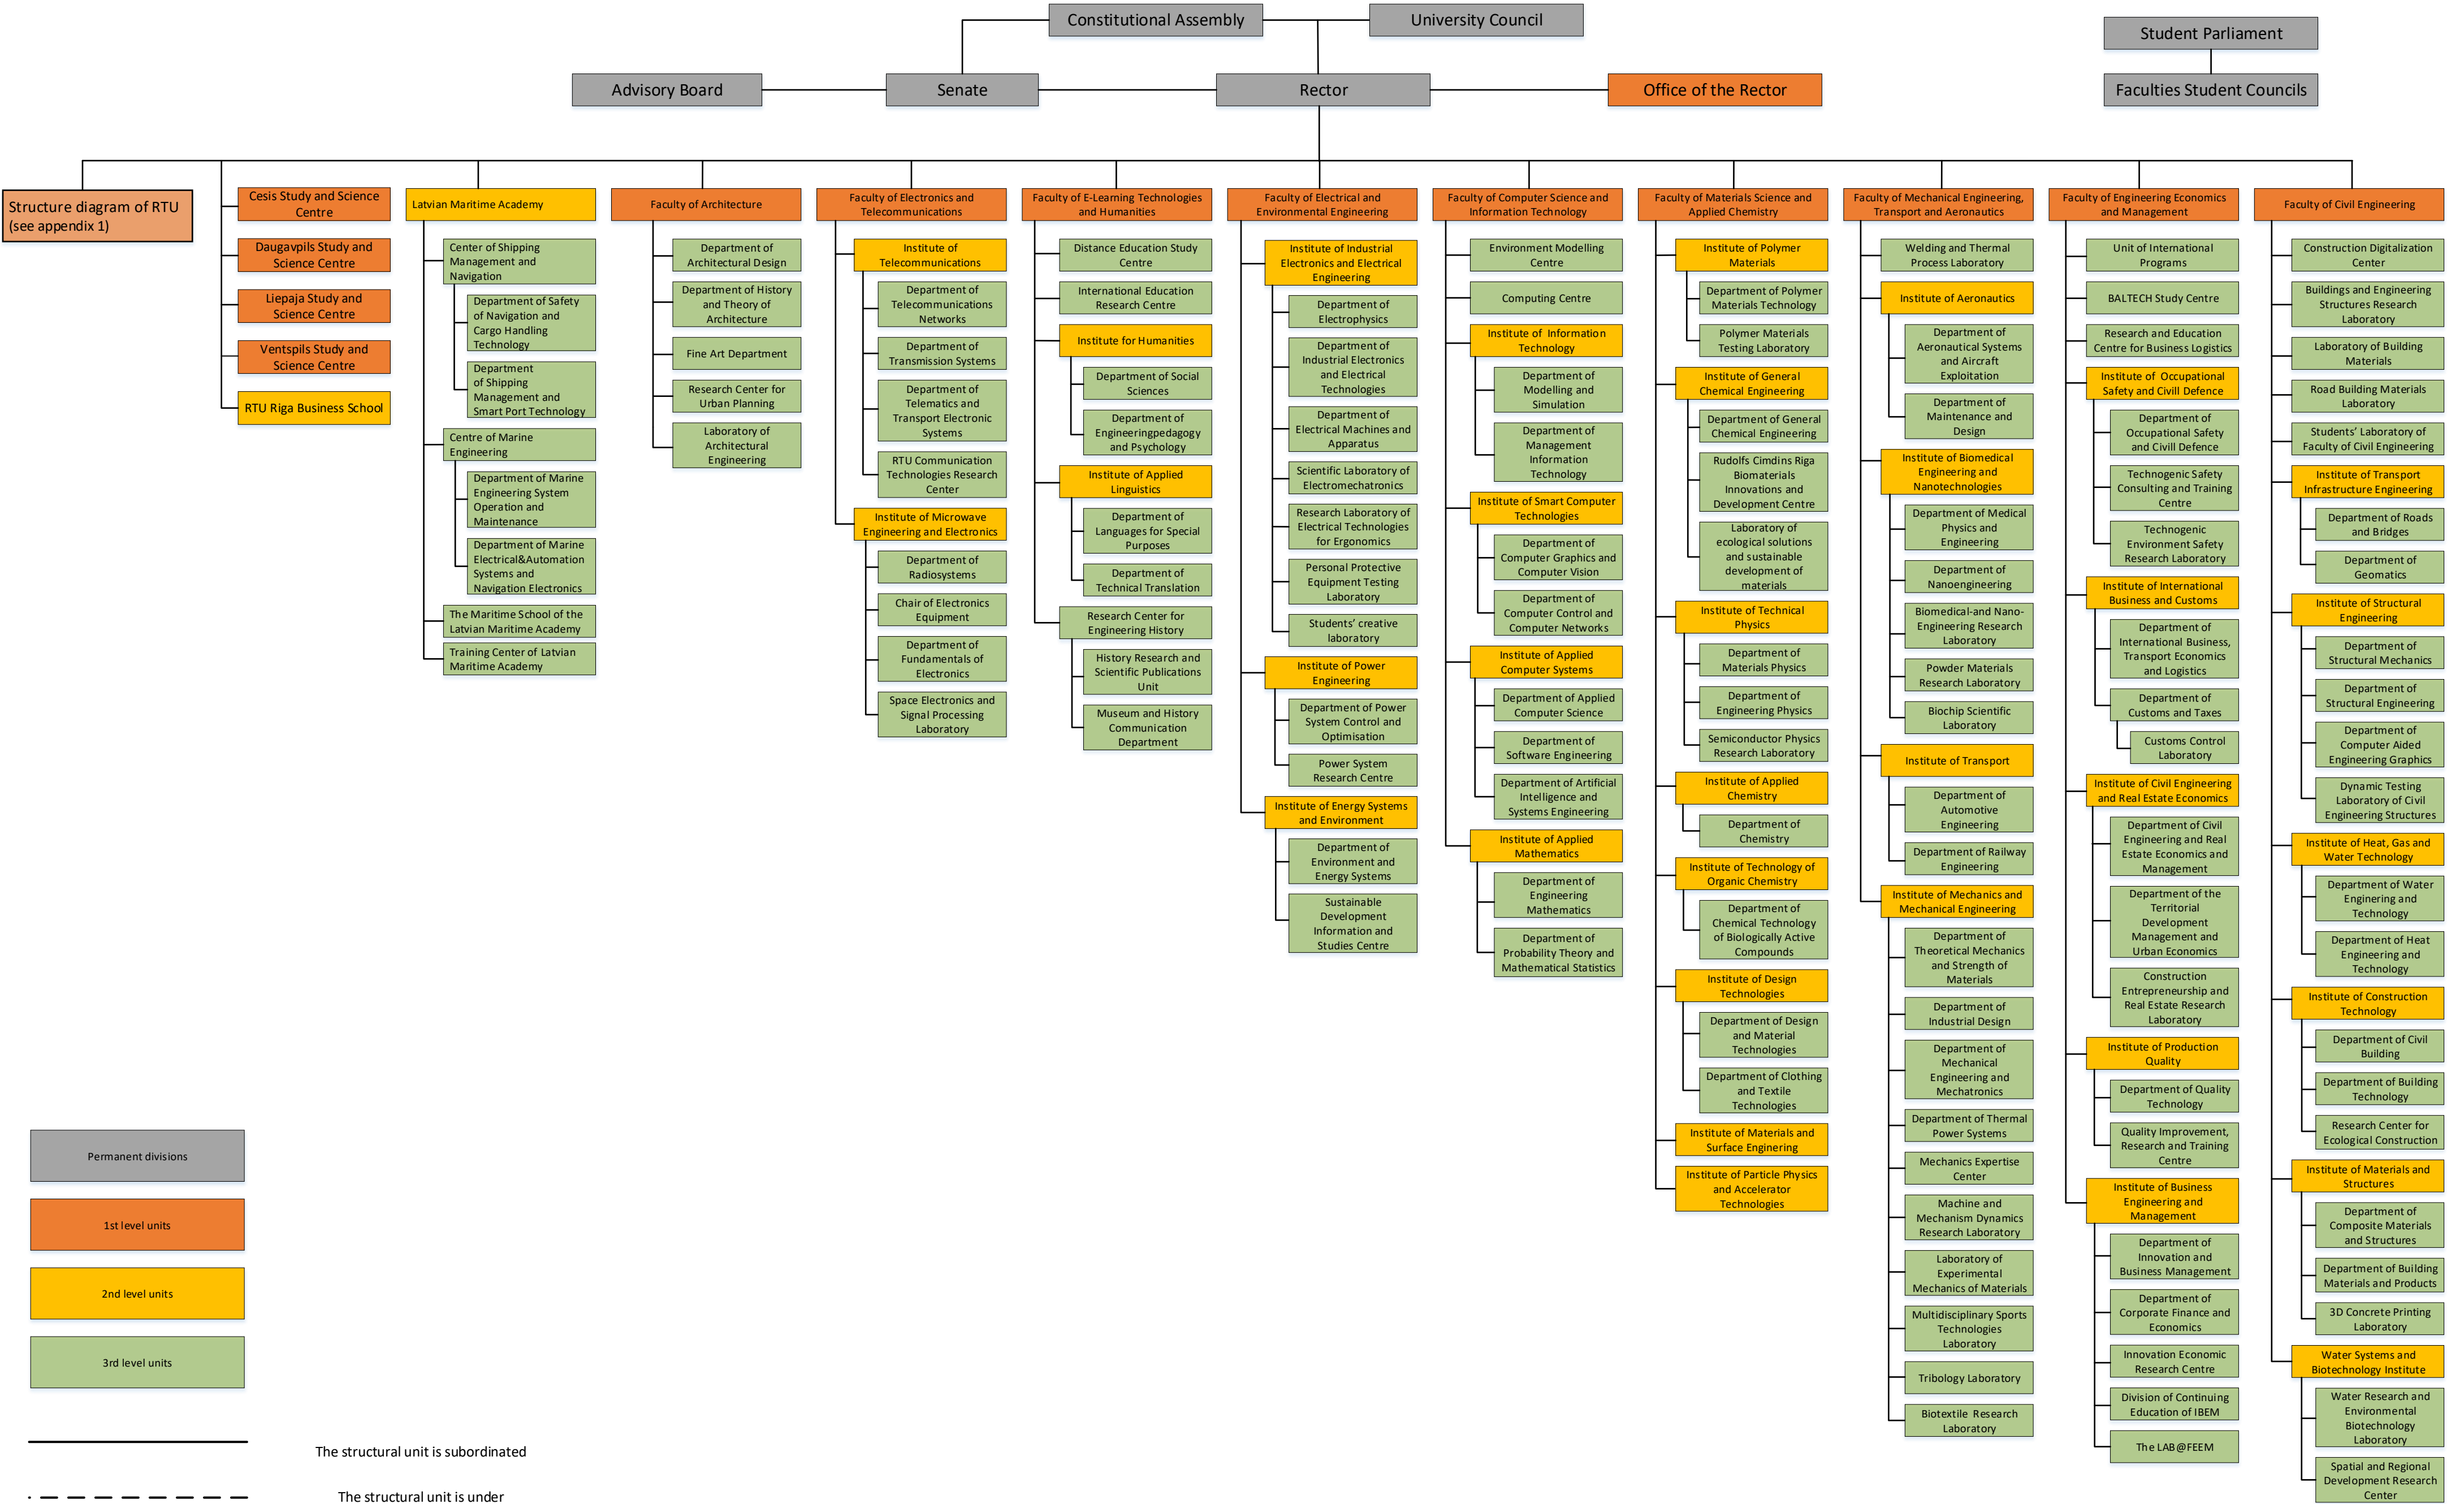 Constitutional Assembly
University Council
Student Parliament
Advisory Board
Senate
Rector
Office of the Rector
Faculties Student Councils
Structure diagram of RTU
(see appendix 1)
Cesis Study and Science
Centre
Daugavpils Study and
Science Centre
Liepaja Study and
Science Centre
Ventspils Study and
Science Centre
RTU Riga Business School
Latvian Maritime Academy
Center of Shipping
Management and
Navigation
Department of Safety
of Navigation and
Cargo Handling
Technology
Department
of Shipping
Management and
Smart Port Technology
Centre of Marine
Engineering
Department of Marine
Engineering System
Operation and
Maintenance
Department of Marine
Electrical&Automation
Systems and
Navigation Electronics
The Maritime School of the
Latvian Maritime Academy
Training Center of Latvian
Maritime Academy
Faculty of Architecture
Department of
Architectural Design
Department of History
and Theory of
Architecture
Fine Art Department
Research Center for
Urban Planning
Laboratory of
Architectural
Engineering
Faculty of Electronics and
Telecommunications
Institute of
Telecommunications
Department of
Telecommunications
Networks
Department of
Transmission Systems
Department of
Telematics and
Transport Electronic
Systems
RTU Communication
Technologies Research
Center
Institute of Microwave
Engineering and Electronics
Department of
Radiosystems
Chair of Electronics
Equipment
Department of
Fundamentals of
Electronics
Space Electronics and
Signal Processing
Laboratory
Faculty of E-Learning Technologies
and Humanities
Distance Education Study
Centre
International Education
Research Centre
Institute for Humanities
Department of Social
Sciences
Department of
Engineeringpedagogy
and Psychology
Institute of Applied
Linguistics
Department of
Languages for Special
Purposes
Department of
Technical Translation
Research Center for
Engineering History
History Research and
Scientific Publications
Unit
Museum and History
Communication
Department
Faculty of Electrical and
Environmental Engineering
Institute of Industrial
Electronics and Electrical
Engineering
Department of
Electrophysics
Department of
Industrial Electronics
and Electrical
Technologies
Department of
Electrical Machines and
Apparatus
Scientific Laboratory of
Electromechatronics
Research Laboratory of
Electrical Technologies
for Ergonomics
Personal Protective
Equipment Testing
Laboratory
Students’ creative
laboratory
Institute of Power
Engineering
Department of Power
System Control and
Optimisation
Power System
Research Centre
Institute of Energy Systems
and Environment
Department of
Environment and
Energy Systems
Sustainable
Development
Information and
Studies Centre
Faculty of Computer Science and
Information Technology
Environment Modelling
Centre
Computing Centre
Institute of Information
Technology
Department of
Modelling and
Simulation
Department of
Management
Information
Technology
Institute of Smart Computer
Technologies
Department of
Computer Graphics and
Computer Vision
Department of
Computer Control and
Computer Networks
Institute of Applied
Computer Systems
Department of Applied
Computer Science
Department of
Software Engineering
Department of Artificial
Intelligence and
Systems Engineering
Institute of Applied
Mathematics
Department of
Engineering
Mathematics
Department of
Probability Theory and
Mathematical Statistics
Faculty of Materials Science and
Applied Chemistry
Institute of Polymer
Materials
Department of Polymer
Materials Technology
Polymer Materials
Testing Laboratory
Institute of General
Chemical Engineering
Department of General
Chemical Engineering
Rudolfs Cimdins Riga
Biomaterials
Innovations and
Development Centre
Laboratory of
ecological solutions
and sustainable
development of
materials
Institute of Technical
Physics
Department of
Materials Physics
Department of
Engineering Physics
Semiconductor Physics
Research Laboratory
Institute of Applied
Chemistry
Department of
Chemistry
Institute of Technology of
Organic Chemistry
Department of
Chemical Technology
of Biologically Active
Compounds
Institute of Design
Technologies
Department of Design
and Material
Technologies
Department of Clothing
and Textile
Technologies
Institute of Materials and
Surface Enginering
Institute of Particle Physics
and Accelerator
Technologies
Faculty of Mechanical Engineering,
Transport and Aeronautics
Welding and Thermal
Process Laboratory
Institute of Aeronautics
Department of
Aeronautical Systems
and Aircraft
Exploitation
Department of
Maintenance and
Design
Institute of Biomedical
Engineering and
Nanotechnologies
Department of Medical
Physics and
Engineering
Department of
Nanoengineering
Biomedical-and Nano-
Engineering Research
Laboratory
Powder Materials
Research Laboratory
Biochip Scientific
Laboratory
Institute of Transport
Department of
Automotive
Engineering
Department of Railway
Engineering
Institute of Mechanics and
Mechanical Engineering
Department of
Theoretical Mechanics
and Strength of
Materials
Department of
Industrial Design
Department of
Mechanical
Engineering and
Mechatronics
Department of Thermal
Power Systems
Mechanics Expertise
Center
Machine and
Mechanism Dynamics
Research Laboratory
Laboratory of
Experimental
Mechanics of Materials
Multidisciplinary Sports
Technologies
Laboratory
Tribology Laboratory
Biotextile Research
Laboratory
Faculty of Engineering Economics
and Management
Unit of International
Programs
BALTECH Study Centre
Research and Education
Centre for Business Logistics
Institute of Occupational
Safety and Civill Defence
Department of
Occupational Safety
and Civill Defence
Technogenic Safety
Consulting and Training
Centre
Technogenic
Environment Safety
Research Laboratory
Institute of International
Business and Customs
Department of
International Business,
Transport Economics
and Logistics
Department of
Customs and Taxes
Customs Control
Laboratory
Institute of Civil Engineering
and Real Estate Economics
Department of Civil
Engineering and Real
Estate Economics and
Management
Department of the
Territorial
Development
Management and
Urban Economics
Construction
Entrepreneurship and
Real Estate Research
Laboratory
Institute of Production
Quality
Department of Quality
Technology
Quality Improvement,
Research and Training
Centre
Institute of Business
Engineering and
Management
Department of
Innovation and
Business Management
Department of
Corporate Finance and
Economics
Innovation Economic
Research Centre
Division of Continuing
Education of IBEM
The LAB@FEEM
Faculty of Civil Engineering
Construction Digitalization
Center
Buildings and Engineering
Structures Research
Laboratory
Laboratory of Building
Materials
Road Building Materials
Laboratory
Students’ Laboratory of
Faculty of Civil Engineering
Institute of Transport
Infrastructure Engineering
Department of Roads
and Bridges
Department of
Geomatics
Institute of Structural
Engineering
Department of
Structural Mechanics
Department of
Structural Engineering
Department of
Computer Aided
Engineering Graphics
Dynamic Testing
Laboratory of Civil
Engineering Structures
Institute of Heat, Gas and
Water Technology
Department of Water
Enginering and
Technology
Department of Heat
Engineering and
Technology
Institute of Construction
Technology
Department of Civil
Building
Department of Building
Technology
Research Center for
Ecological Construction
Institute of Materials and
Structures
Department of
Composite Materials
and Structures
Department of Building
Materials and Products
3D Concrete Printing
Laboratory
Water Systems and
Biotechnology Institute
Water Research and
Environmental
Biotechnology
Laboratory
Spatial and Regional
Development Research
Center
Permanent divisions
1st level units
2nd level units
3rd level units
The structural unit is subordinated
The structural unit is under